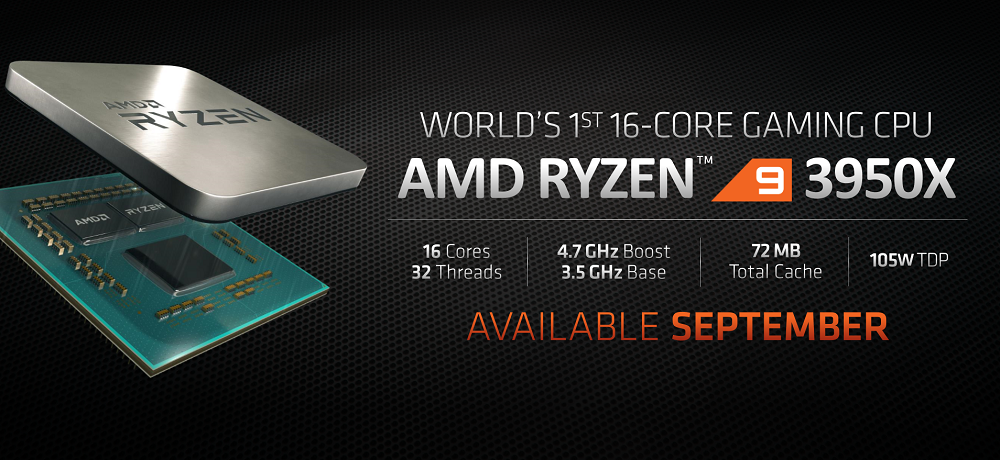 AMD
RYZEN
AMD RYZEN
WORLD'S 1ST 16-CORE GAMING CPU
AMD RYZEN™ 9 3950X
16 Cores
32 Threads
4.7 GHz Boost
3.5 GHz Base
72 MB
Total Cache
105W TDP
AVAILABLE SEPTEMBER